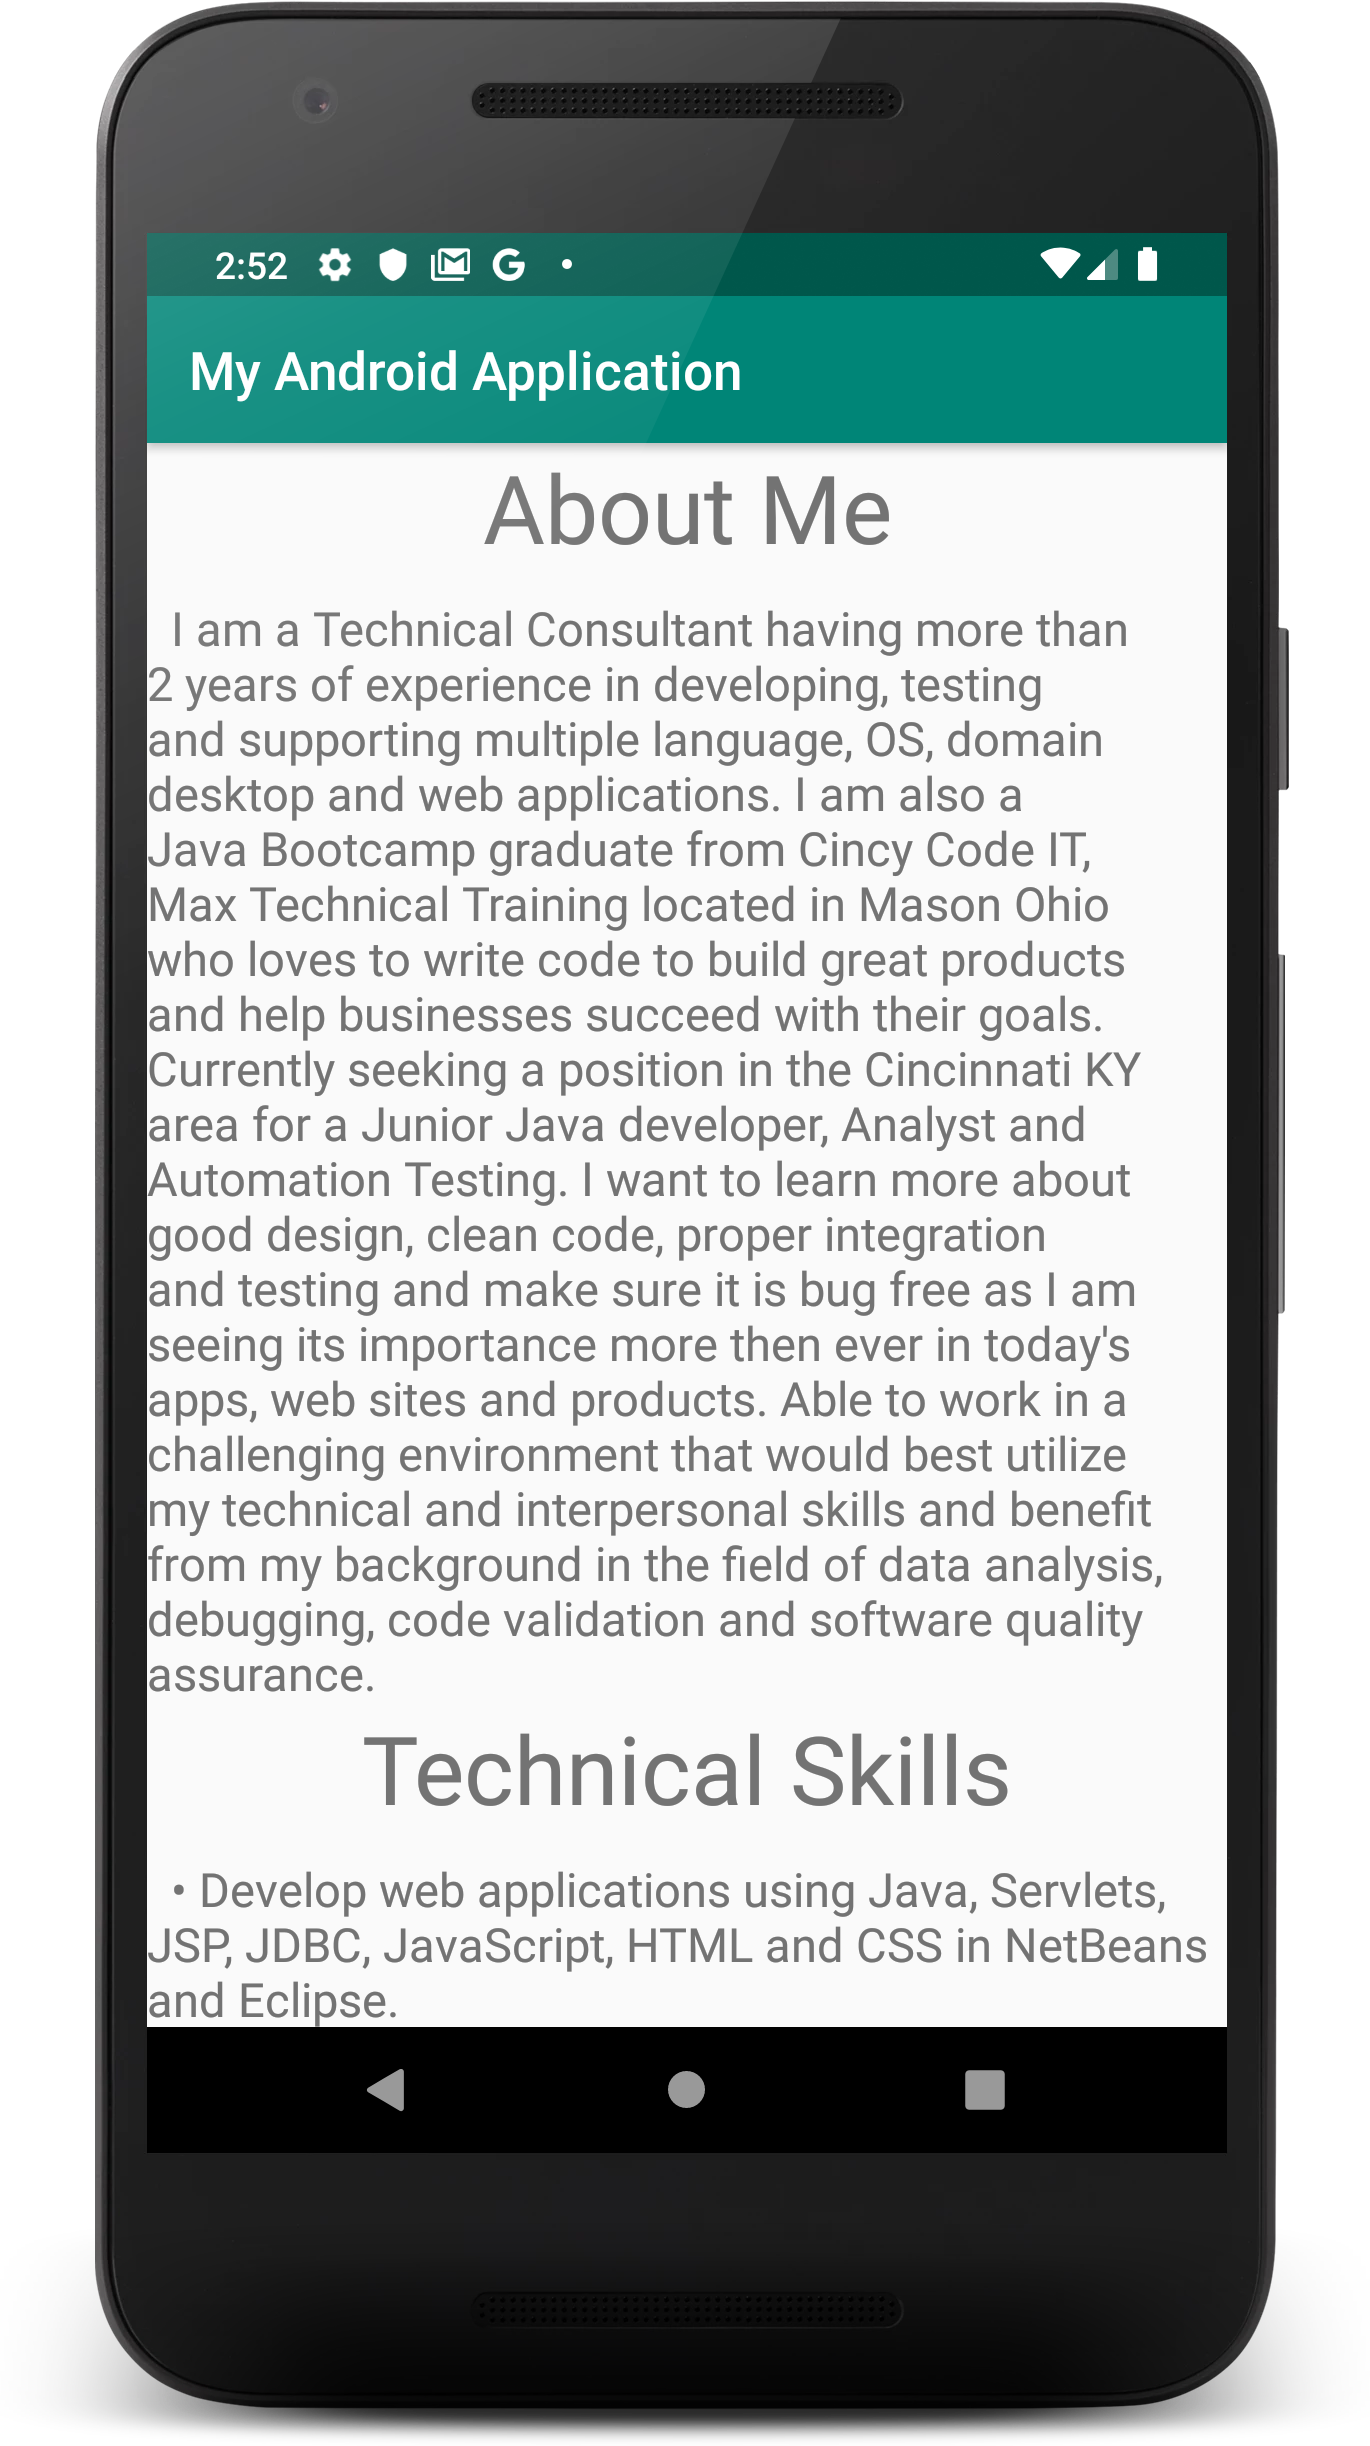 2:52
My Android Application
About Me
I am a Technical Consultant having more than
2 years of experience in developing, testing
and supporting multiple language, OS, domain
desktop and web applications. I am also a
Java Bootcamp graduate from Cincy Code IT,
Max Technical Training located in Mason Ohio
who loves to write code to build great products
and help businesses succeed with their goals.
Currently seeking a position in the Cincinnati KY
area for a Junior Java developer, Analyst and
Automation Testing. I want to learn more about
good design, clean code, proper integration
and testing and make sure it is bug free as I am
seeing its importance more then ever in today's
apps, web sites and products. Able to work in a
challenging environment that would best utilize
my technical and interpersonal skills and benefit
from my background in the field of data analysis,
debugging, code validation and software quality
assurance.
Technical Skills
• Develop web applications using Java, Servlets,
JSP, JDBC, JavaScript, HTML and CSS in NetBeans
and Eclipse.